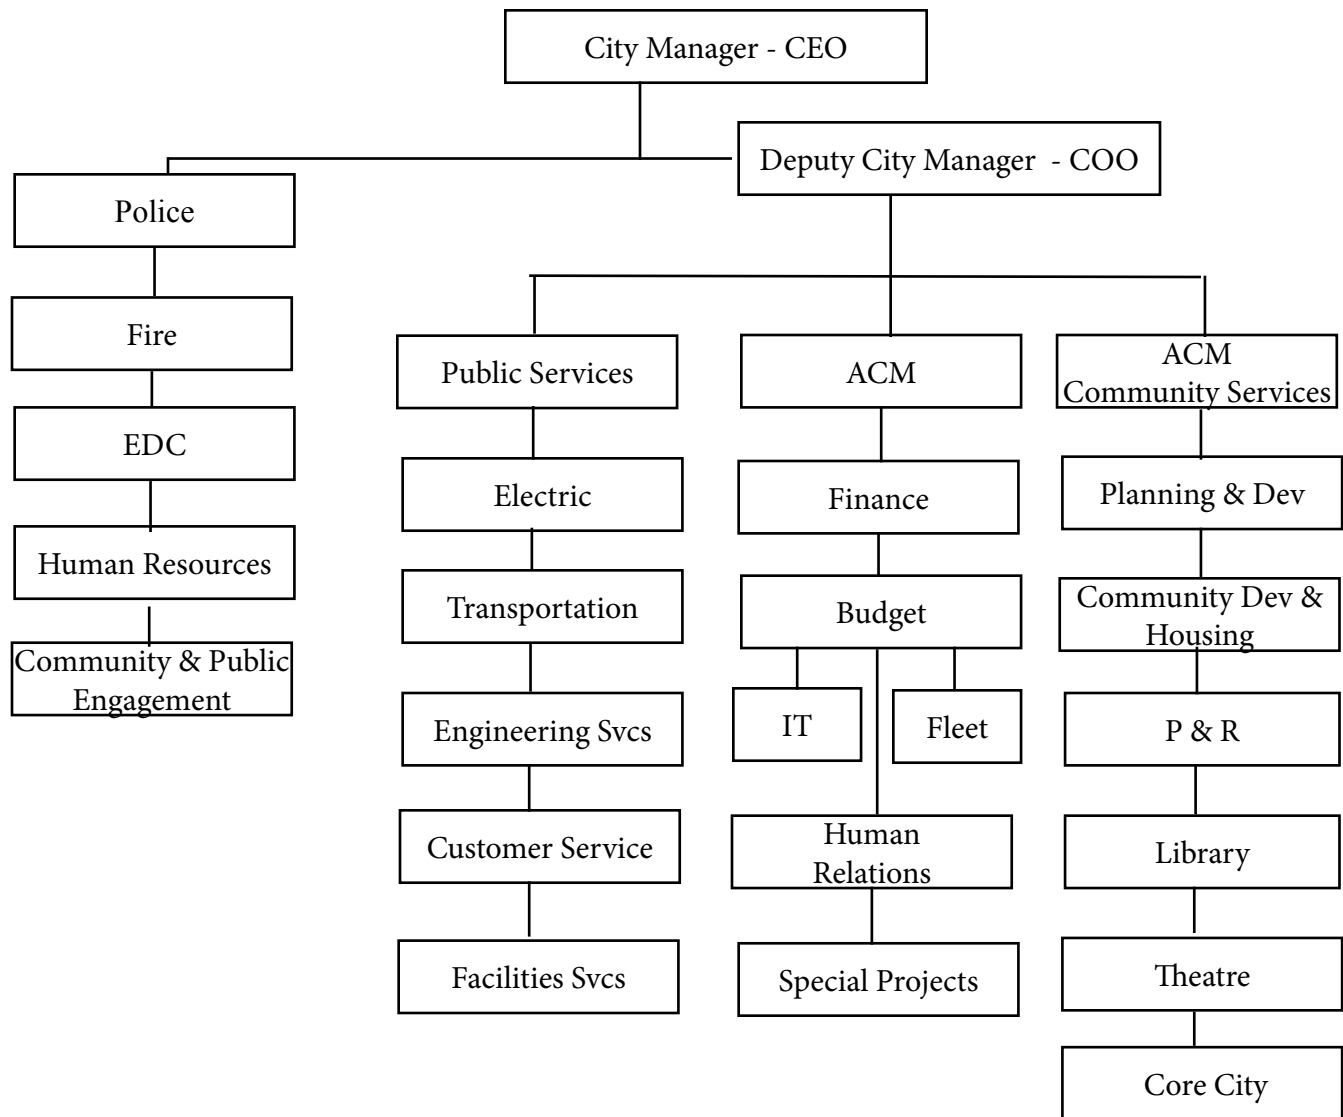 City Manager - CEO
Deputy City Manager - COO
Police
Fire
EDC
Human Resources
Community & Public
Engagement
Public Services
Electric
Transportation
Engineering Svcs
Customer Service
Facilities Svcs
ACM
Finance
Budget
IT
Fleet
Human
Relations
Special Projects
ACM
Community Services
Planning & Dev
Community Dev &
Housing
P & R
Library
Theatre
Core City